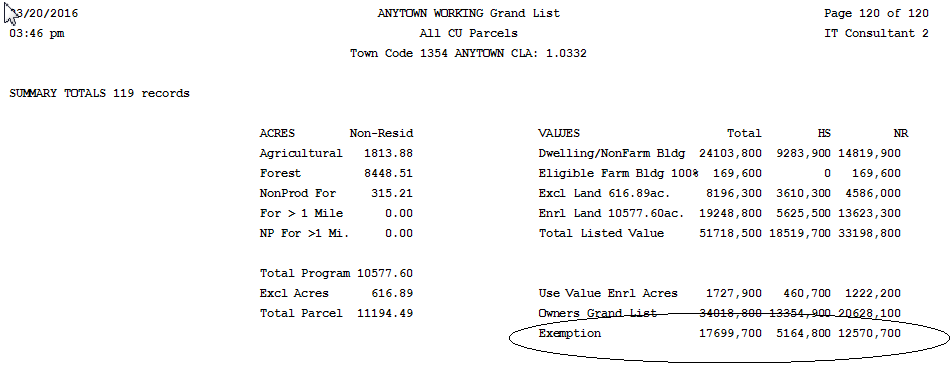 03/20/2016 ANYTOWN WORKING Grand List Page 120 of 120
03:46 pm All CU Parcels IT Consultant 2
Town Code 1354 ANYTOWN CLA: 1.0332
SUMMARY TOTALS 119 records
ACRES Non-Resid VALUES Total HS NR
Agricultural 1813.88 Dwelling/NonFarm Bldg 24103,800 9283,900 14819,900
Forest 8448.51 Eligible Farm Bldg 100% 169,600 0 169,600
NonProd For 315.21 Excl Land 616.89ac. 8196,300 3610,300 4586,000
For > 1 Mile 0.00 Enrl Land 10577.60ac. 19248,800 5625,500 13623,300
NP For >1 Mi. 0.00 Total Listed Value 51718,500 18519,700 33198,800
Total Program 10577.60
Excl Acres 616.89 Use Value Enrl Acres 1727,900 460,700 1222,200
Total Parcel 11194.49 Owners Grand List 34018,800 13354,900 20628,100
Exemption 17699,700 5164,800 12570,700